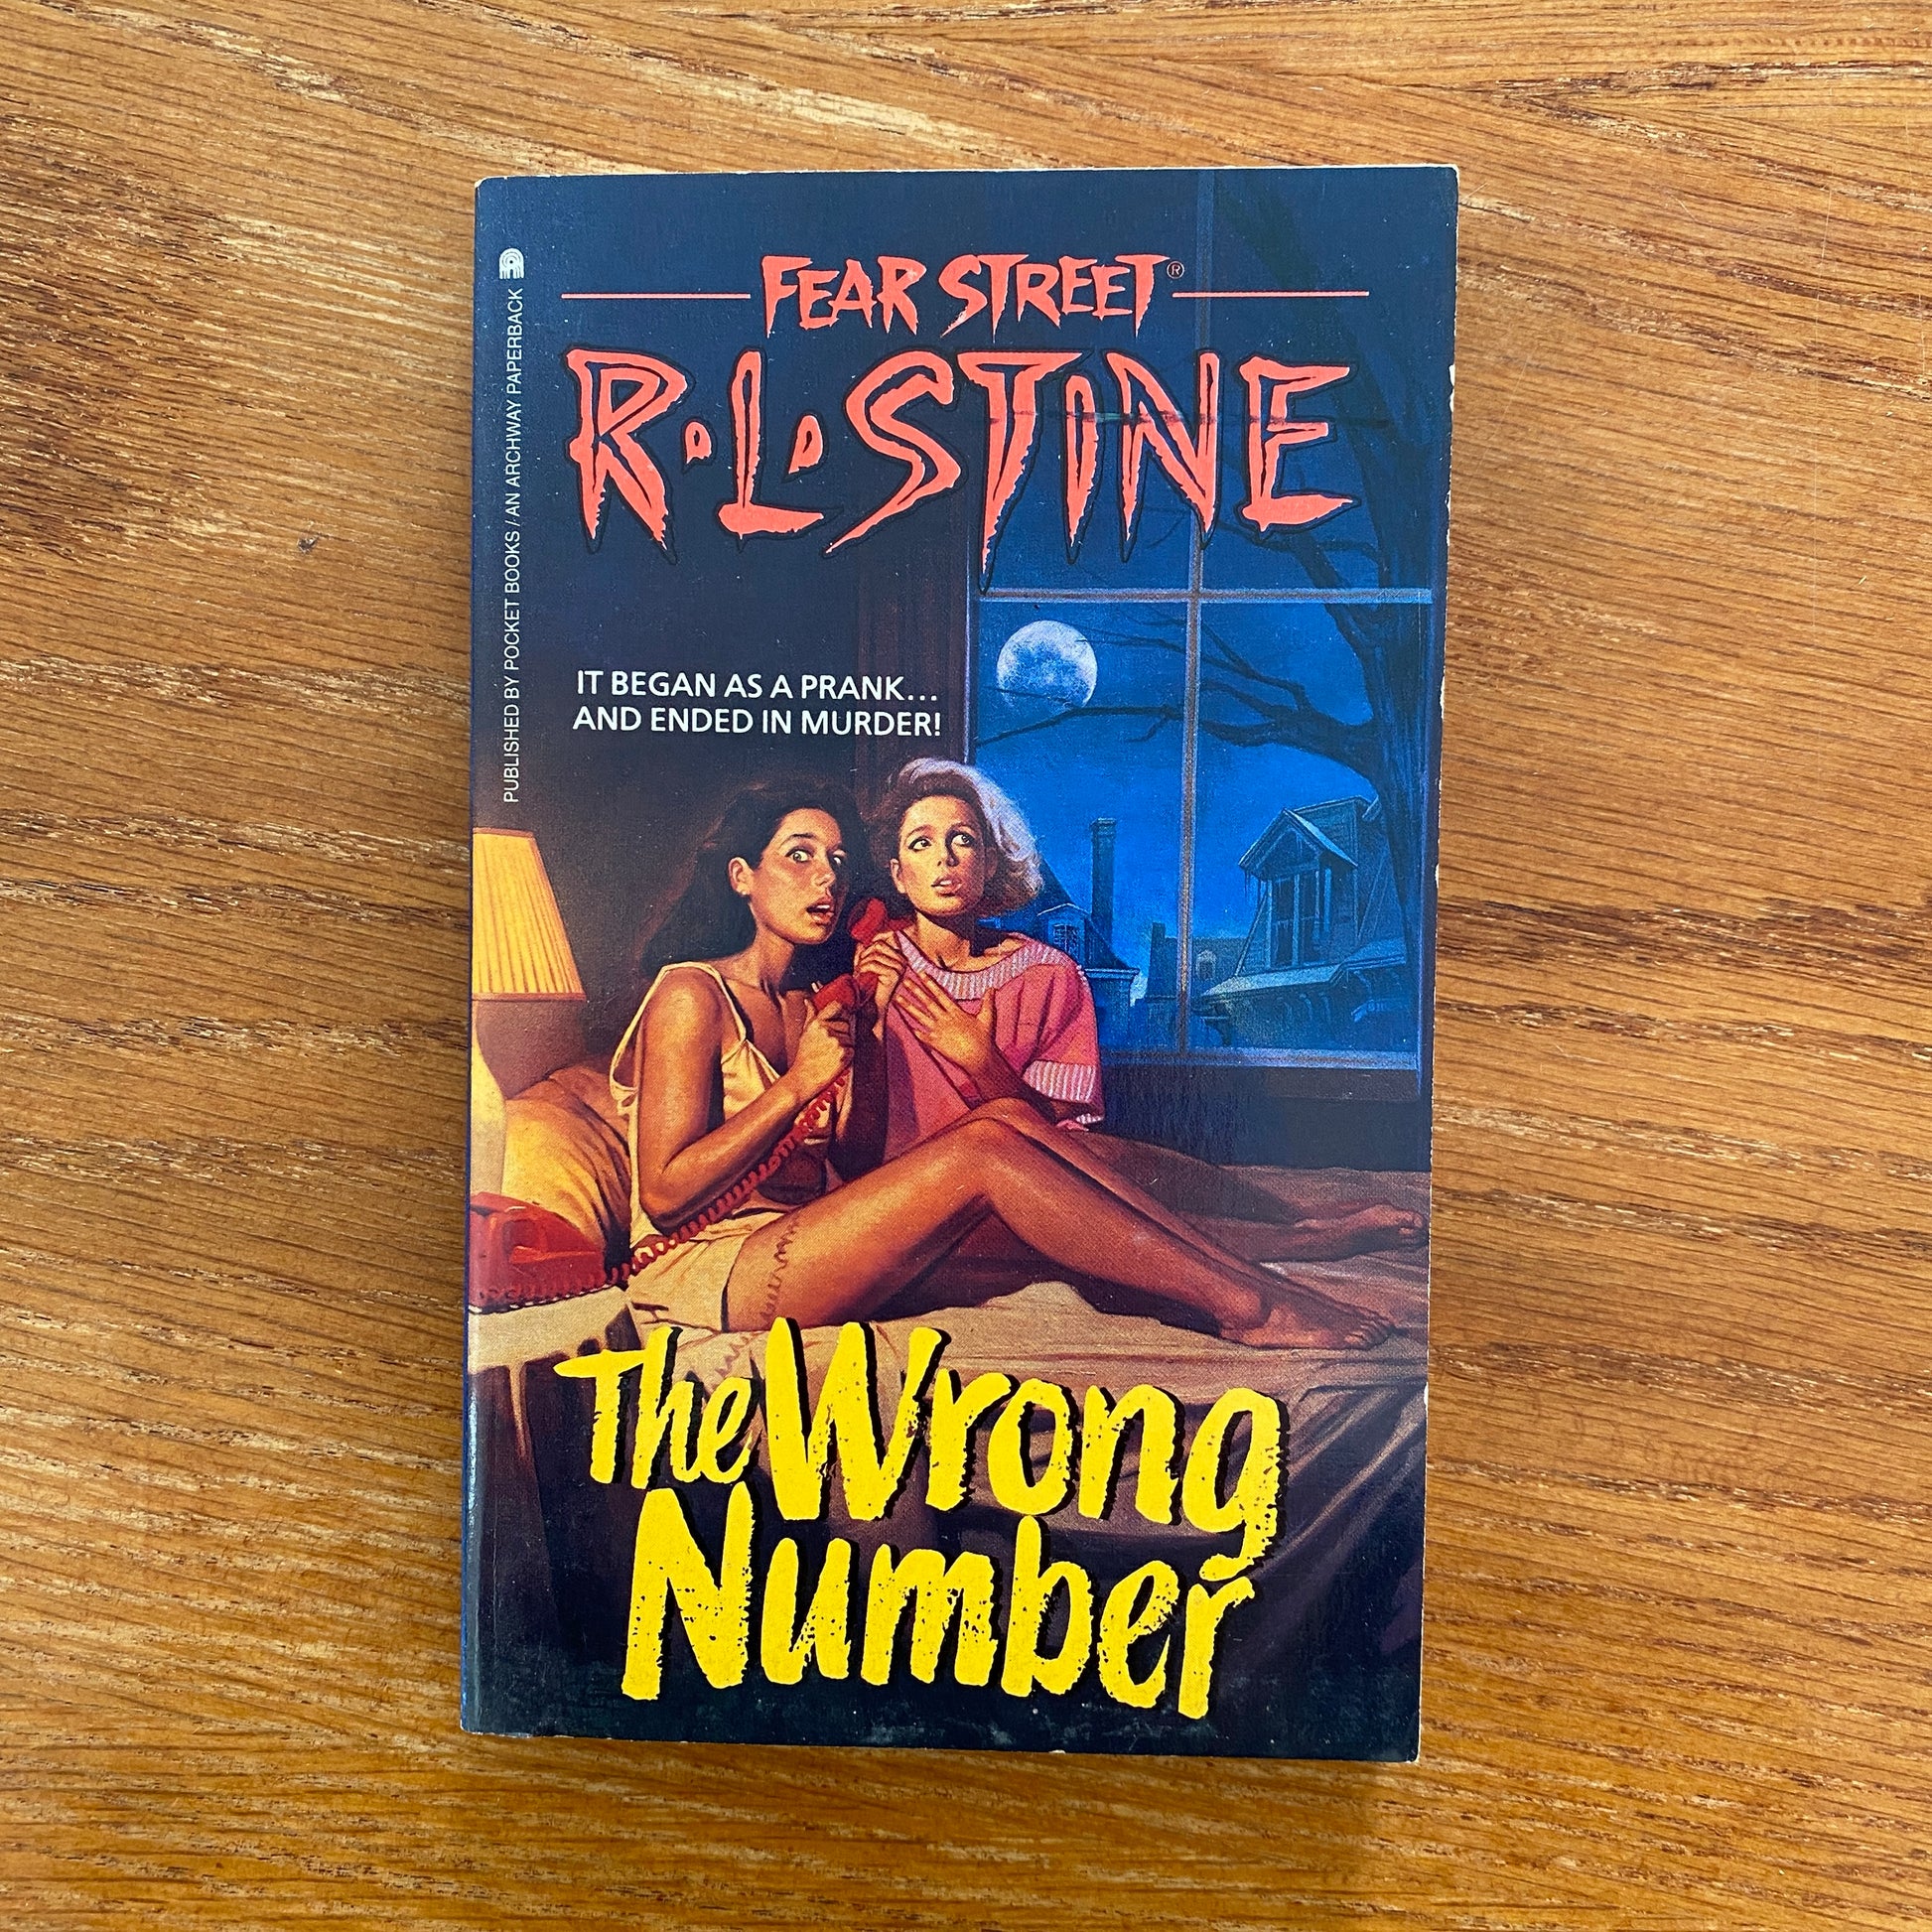 FEAR STREET®
R·L·STINE
IT BEGAN AS A PRANK...
AND ENDED IN MURDER!
The Wrong
Number
PUBLISHED BY POCKET BOOKS / AN ARCHWAY PAPERBACK